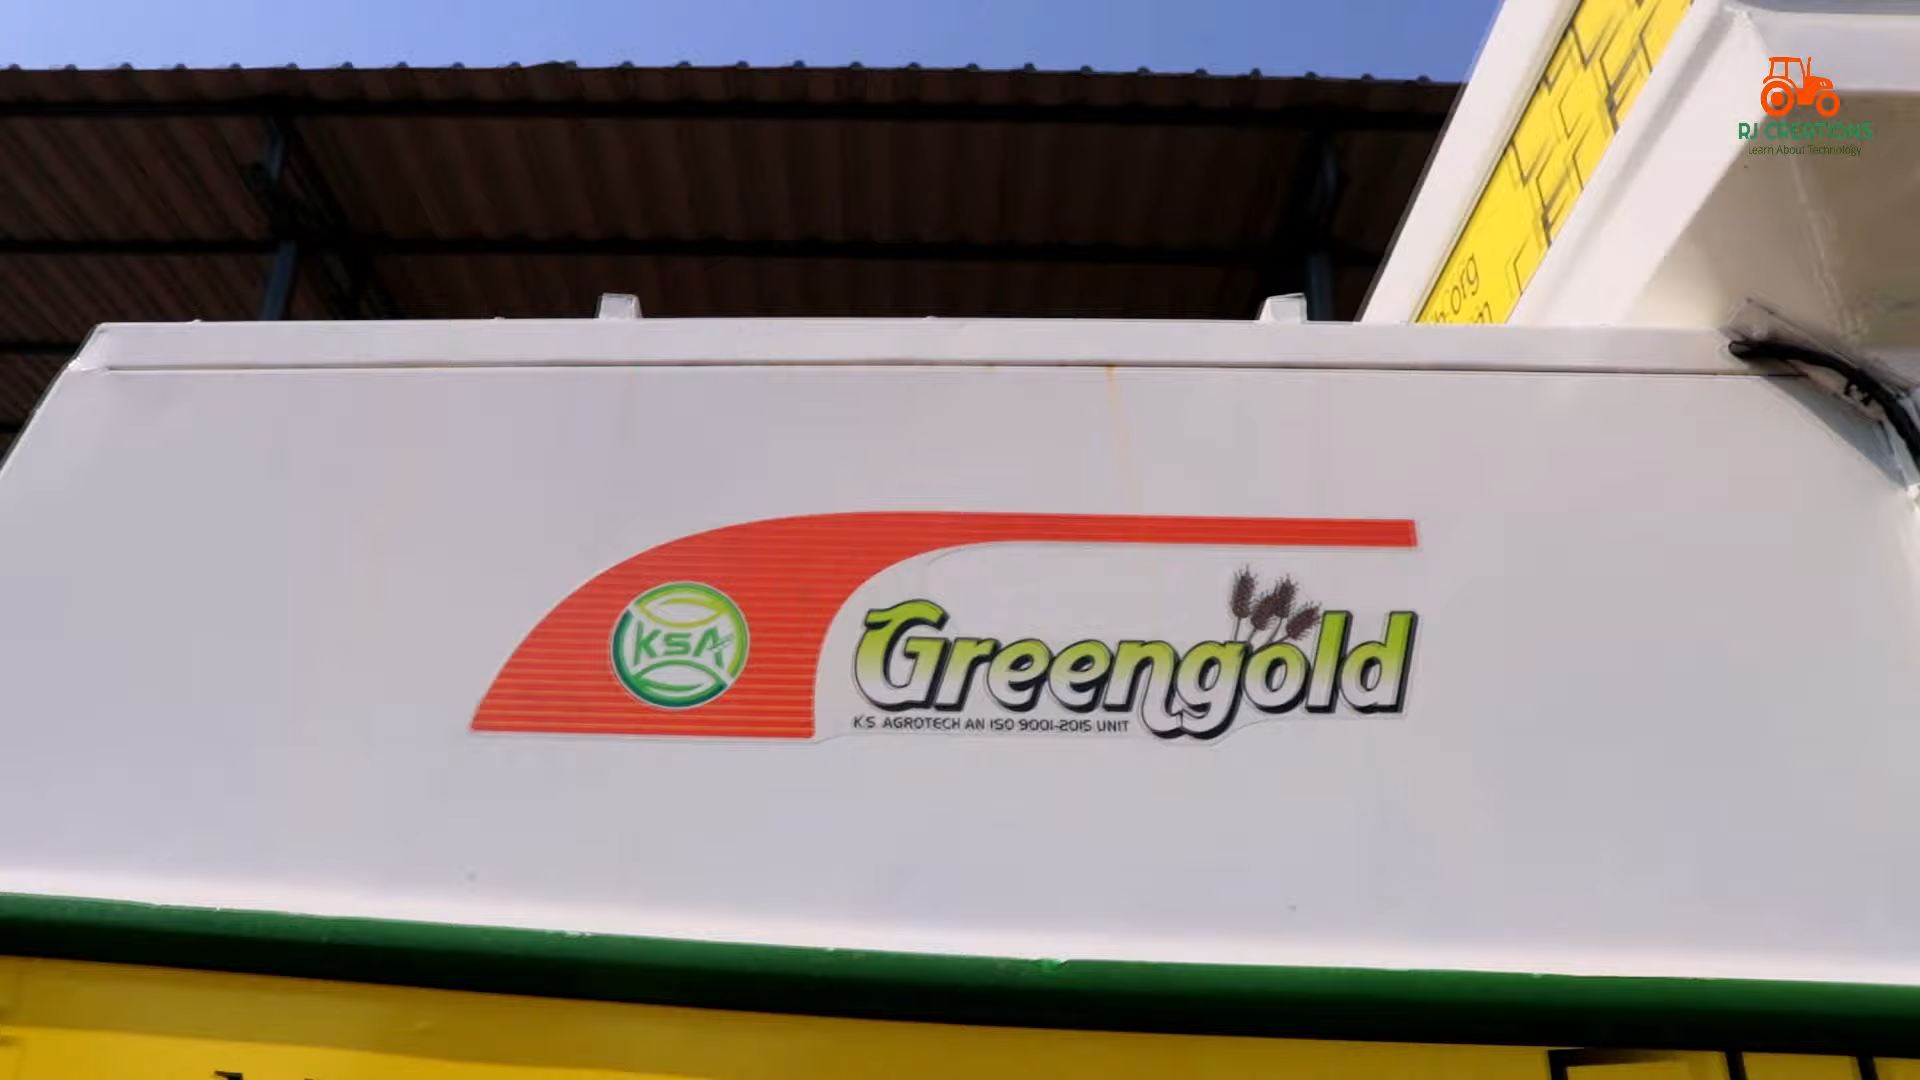 RJ CREATIONS
Learn About Technology
KSA
Greengold
K.S. AGROTECH AN ISO 9001-2015 UNIT